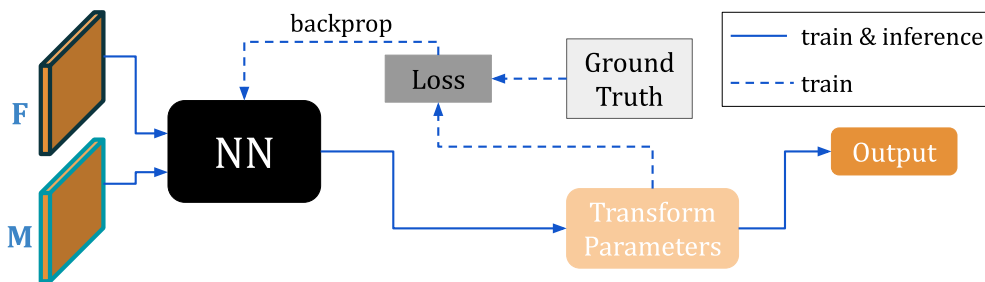 backprop
train & inference
train
Loss
Ground
Truth
F
NN
Output
M
Transform
Parameters